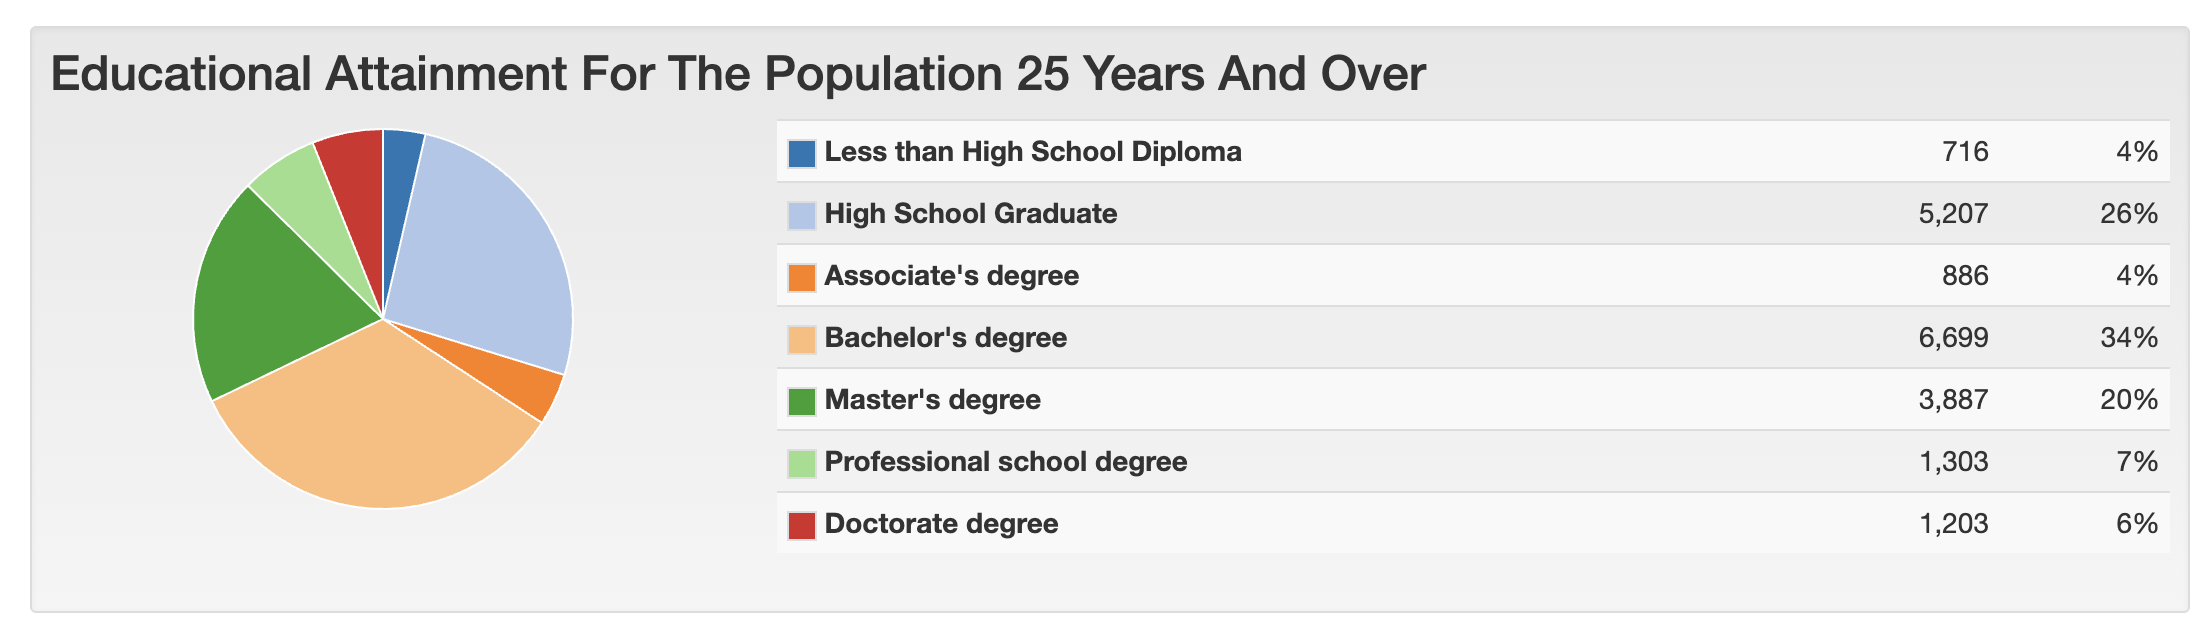 Educational Attainment For The Population 25 Years And Over
Less than High School Diploma 716 4%
High School Graduate 5,207 26%
Associate's degree 886 4%
Bachelor's degree 6,699 34%
Master's degree 3,887 20%
Professional school degree 1,303 7%
Doctorate degree 1,203 6%